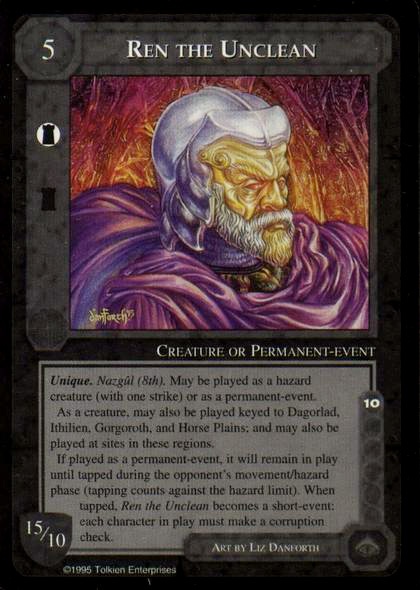 5
REN THE UNCLEAN
danforth 95
CREATURE OR PERMANENT-EVENT
Unique. Nazgûl (8th). May be played as a hazard
creature (with one strike) or as a permanent-event.
As a creature, may also be played keyed to Dagorlad,
Ithilien, Gorgoroth, and Horse Plains; and may also be
played at sites in these regions.
If played as a permanent-event, it will remain in play
until tapped during the opponent's movement/hazard
phase (tapping counts against the hazard limit). When
tapped, Ren the Unclean becomes a short-event:
each character in play must make a corruption
check.
10
15/10
ART BY LIZ DANFORTH
©1995 Tolkien Enterprises